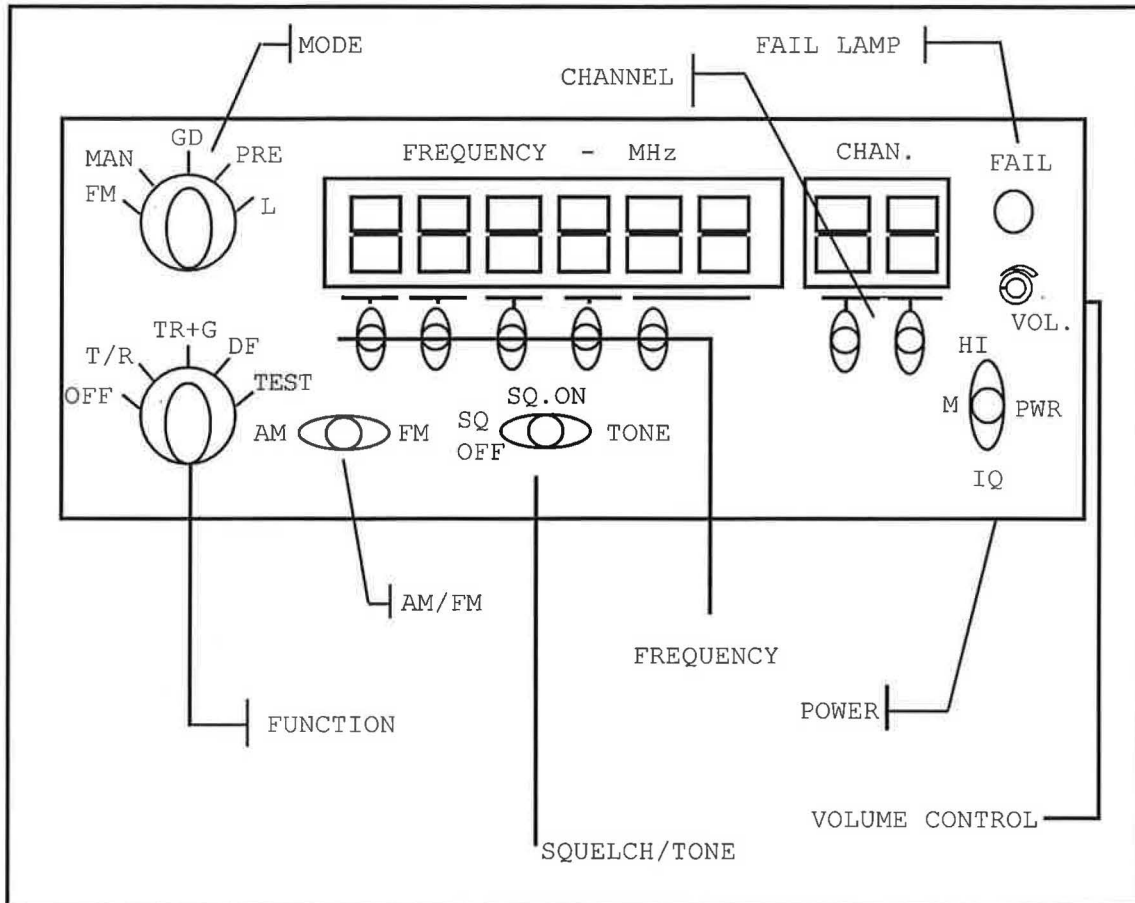 MODE
FAIL LAMP
CHANNEL
GD
MAN
PRE
FREQUENCY - MHz
CHAN.
FAIL
FM
L
VOL.
TR+G
T/R
DF
HI
OFF
TEST
SQ.ON
M
PWR
AM
FM
SQ
OFF
TONE
IQ
AM/FM
FREQUENCY
POWER
FUNCTION
VOLUME CONTROL
SQUELCH/TONE